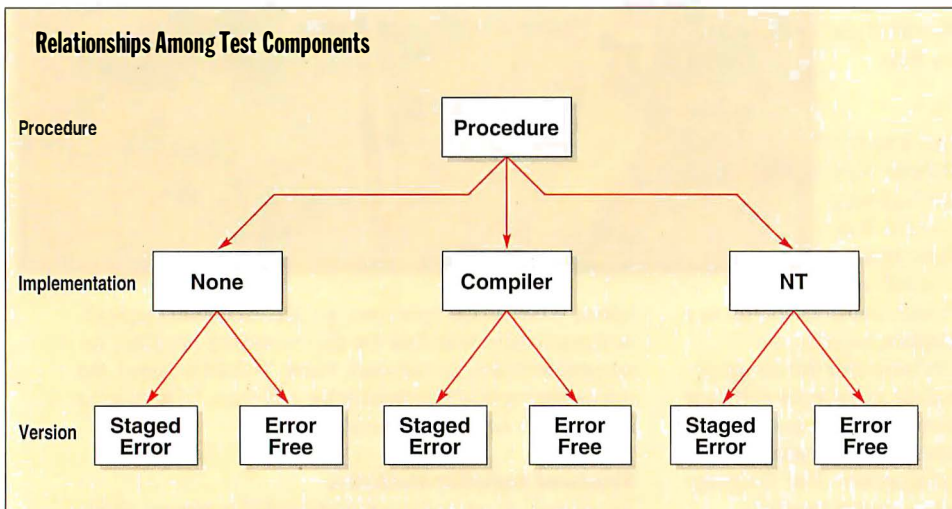 Relationships Among Test Components
Procedure
Procedure
Implementation
None
Compiler
NT
Version
Staged
Error
Error
Free
Staged
Error
Error
Free
Staged
Error
Error
Free